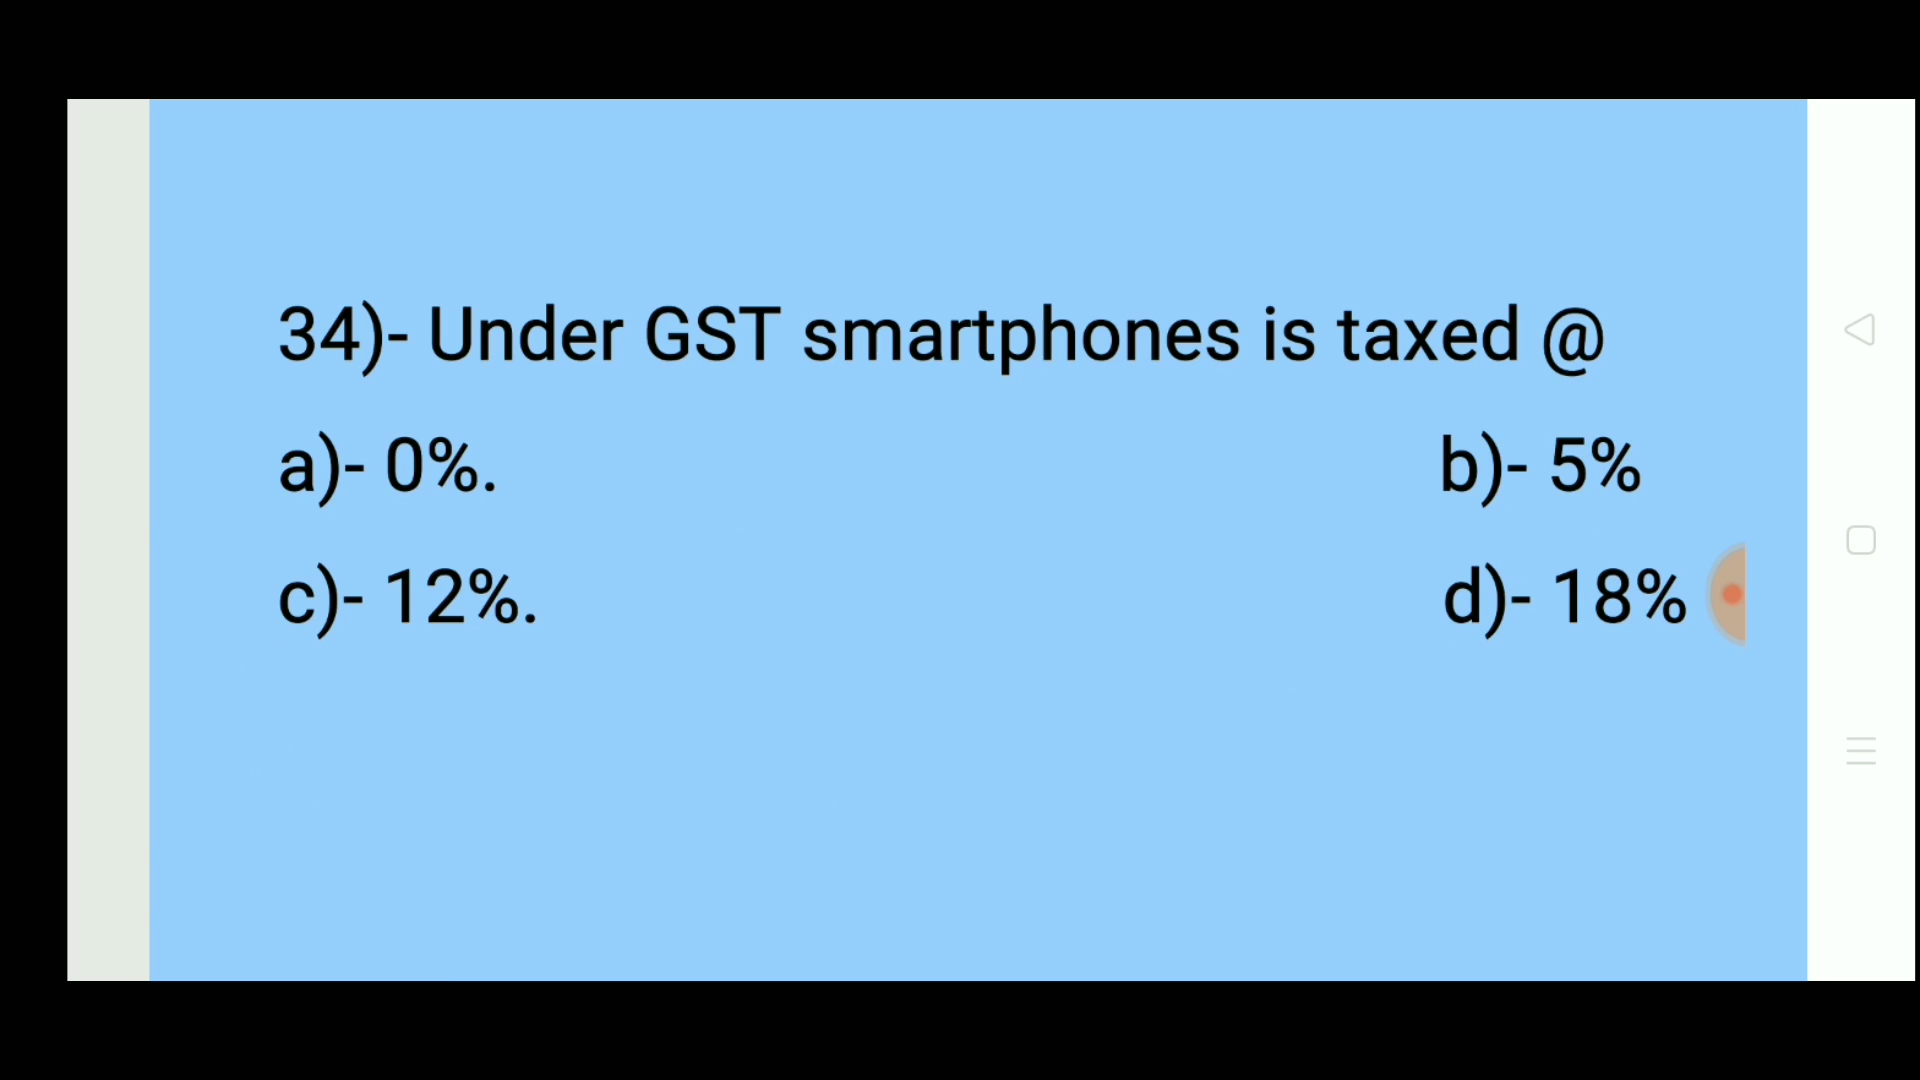 34)- Under GST smartphones is taxed @
a)- 0%. b)- 5%
c)- 12%. d)- 18%